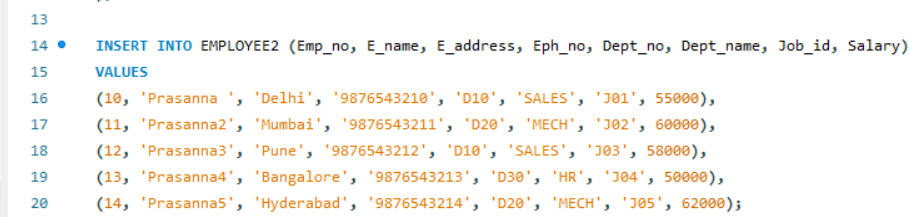 13
14 INSERT INTO EMPLOYEE2 (Emp_no, E_name, E_address, Eph_no, Dept_no, Dept_name, Job_id, Salary)
15 VALUES
16 (10, 'Prasanna ', 'Delhi', '9876543210', 'D10', 'SALES', 'J01', 55000),
17 (11, 'Prasanna2', 'Mumbai', '9876543211', 'D20', 'MECH', 'J02', 60000),
18 (12, 'Prasanna3', 'Pune', '9876543212', 'D10', 'SALES', 'J03', 58000),
19 (13, 'Prasanna4', 'Bangalore', '9876543213', 'D30', 'HR', 'J04', 50000),
20 (14, 'Prasanna5', 'Hyderabad', '9876543214', 'D20', 'MECH', 'J05', 62000);